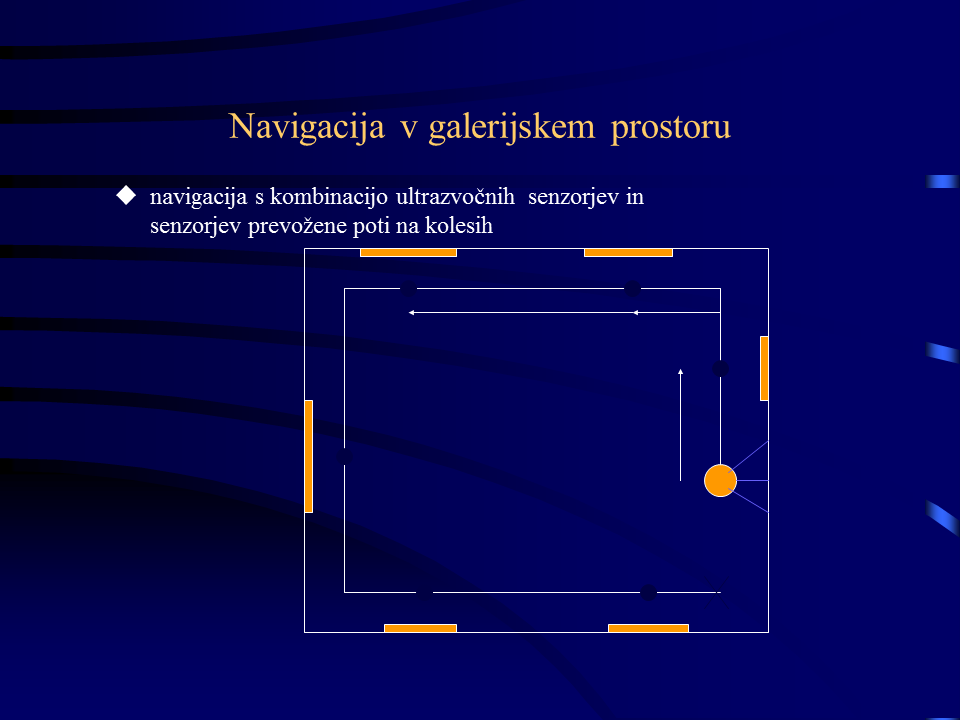 Navigacija v galerijskem prostoru
navigacija s kombinacijo ultrazvočnih senzorjev in
senzorjev prevožene poti na kolesih